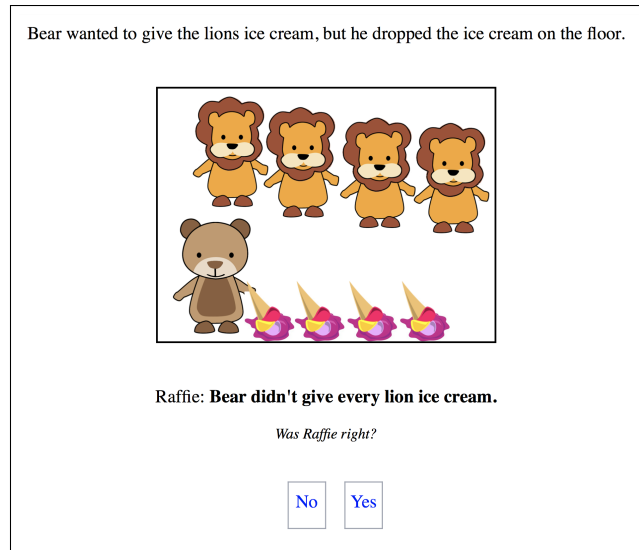 Bear wanted to give the lions ice cream, but he dropped the ice cream on the floor.
Raffie: Bear didn't give every lion ice cream.
Was Raffie right?
No Yes